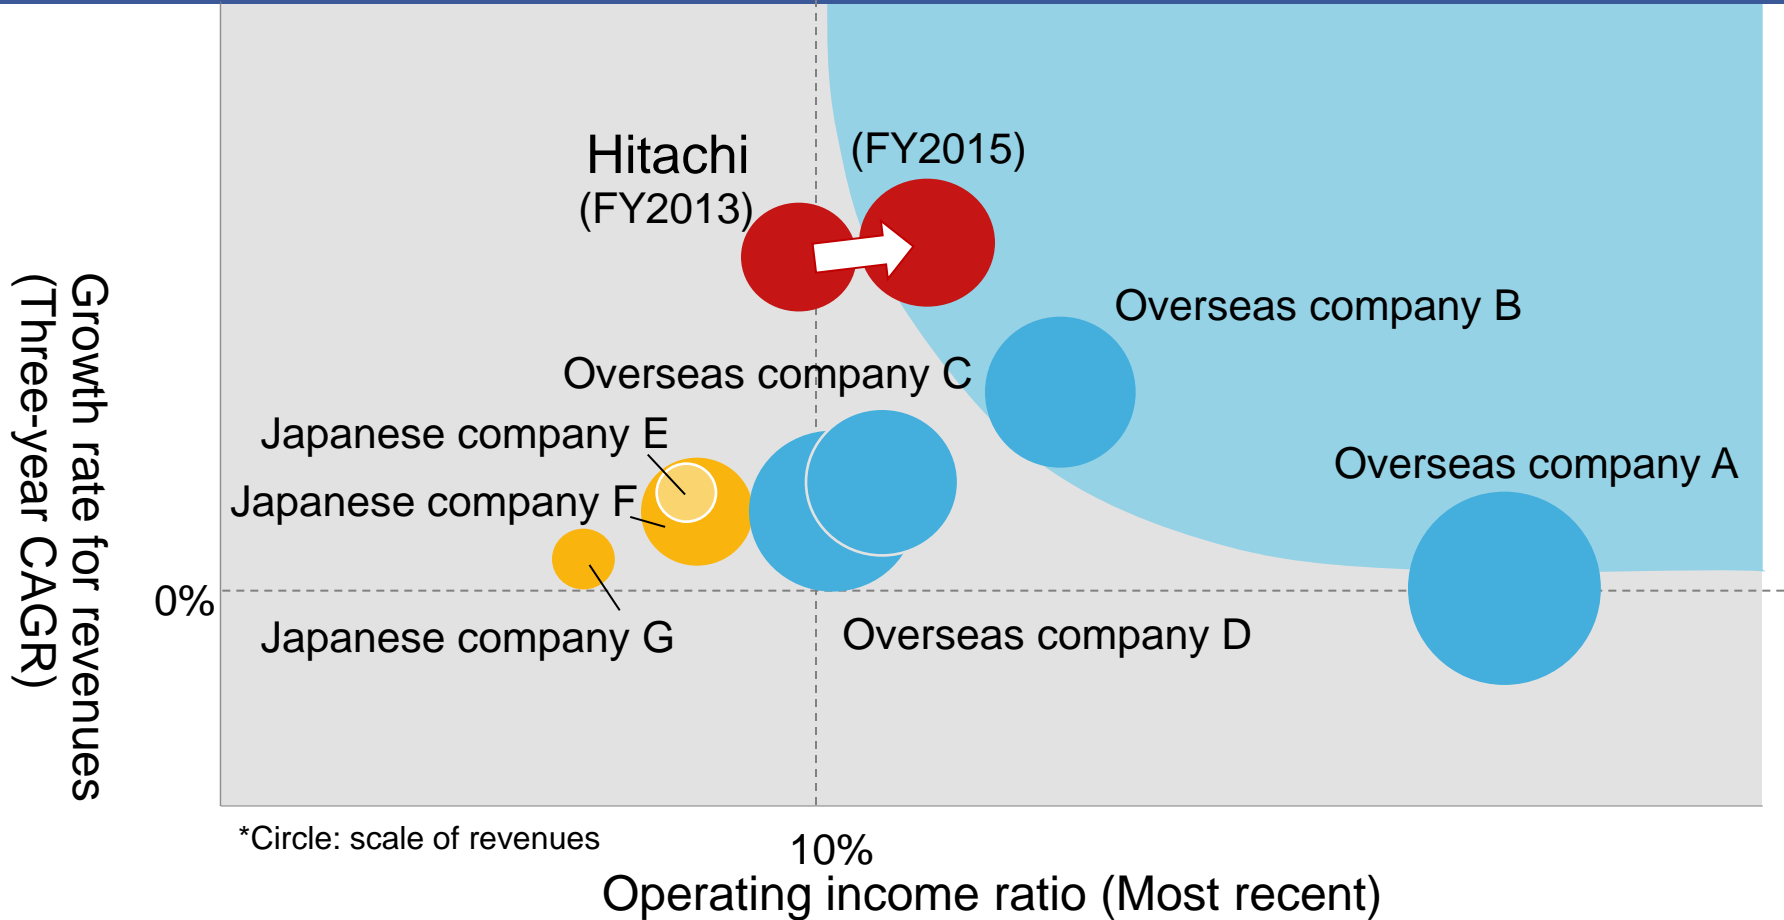 Hitachi
(FY2013)
(FY2015)
Overseas company B
Overseas company C
Japanese company E
Overseas company A
Japanese company F
Japanese company G
Overseas company D
Growth rate for revenues
(Three-year CAGR)
0%
*Circle: scale of revenues
10%
Operating income ratio (Most recent)